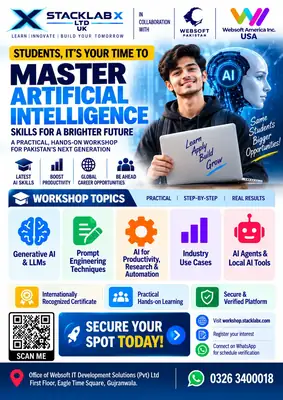 STACKLAB X
LTD
UK
LEARN | INNOVATE | BUILD YOUR TOMORROW
IN
COLLABORATION
WITH
WEBSOFT
PAKISTAN
Websoft America Inc.
USA
STUDENTS, IT'S YOUR TIME TO
MASTER
ARTIFICIAL
INTELLIGENCE
SKILLS FOR A BRIGHTER FUTURE
A PRACTICAL, HANDS-ON WORKSHOP
FOR PAKISTAN'S NEXT GENERATION
LATEST
AI SKILLS
BOOST
PRODUCTIVITY
GLOBAL
CAREER OPPORTUNITIES
BE AHEAD
OF
AI
Same
Students
Bigger
Opportunities!
Learn
Apply
Build
Grow
WORKSHOP TOPICS
PRACTICAL | STEP-BY-STEP | REAL RESULTS
Generative AI
& LLMs
Prompt
Engineering
Techniques
AI for
Productivity,
Research &
Automation
Industry
Use Cases
AI Agents &
Local AI Tools
Internationally
Recognized Certificate
Practical
Hands-on Learning
Secure &
Verified Platform
SCAN ME
SECURE YOUR
SPOT TODAY!
Visit workshop.stacklabx.com
Register your interest
Connect on WhatsApp
for schedule verification
Office of Websoft IT Development Solutions (Pvt) Ltd
First Floor, Eagle Time Square, Gujranwala.
0326 3400018